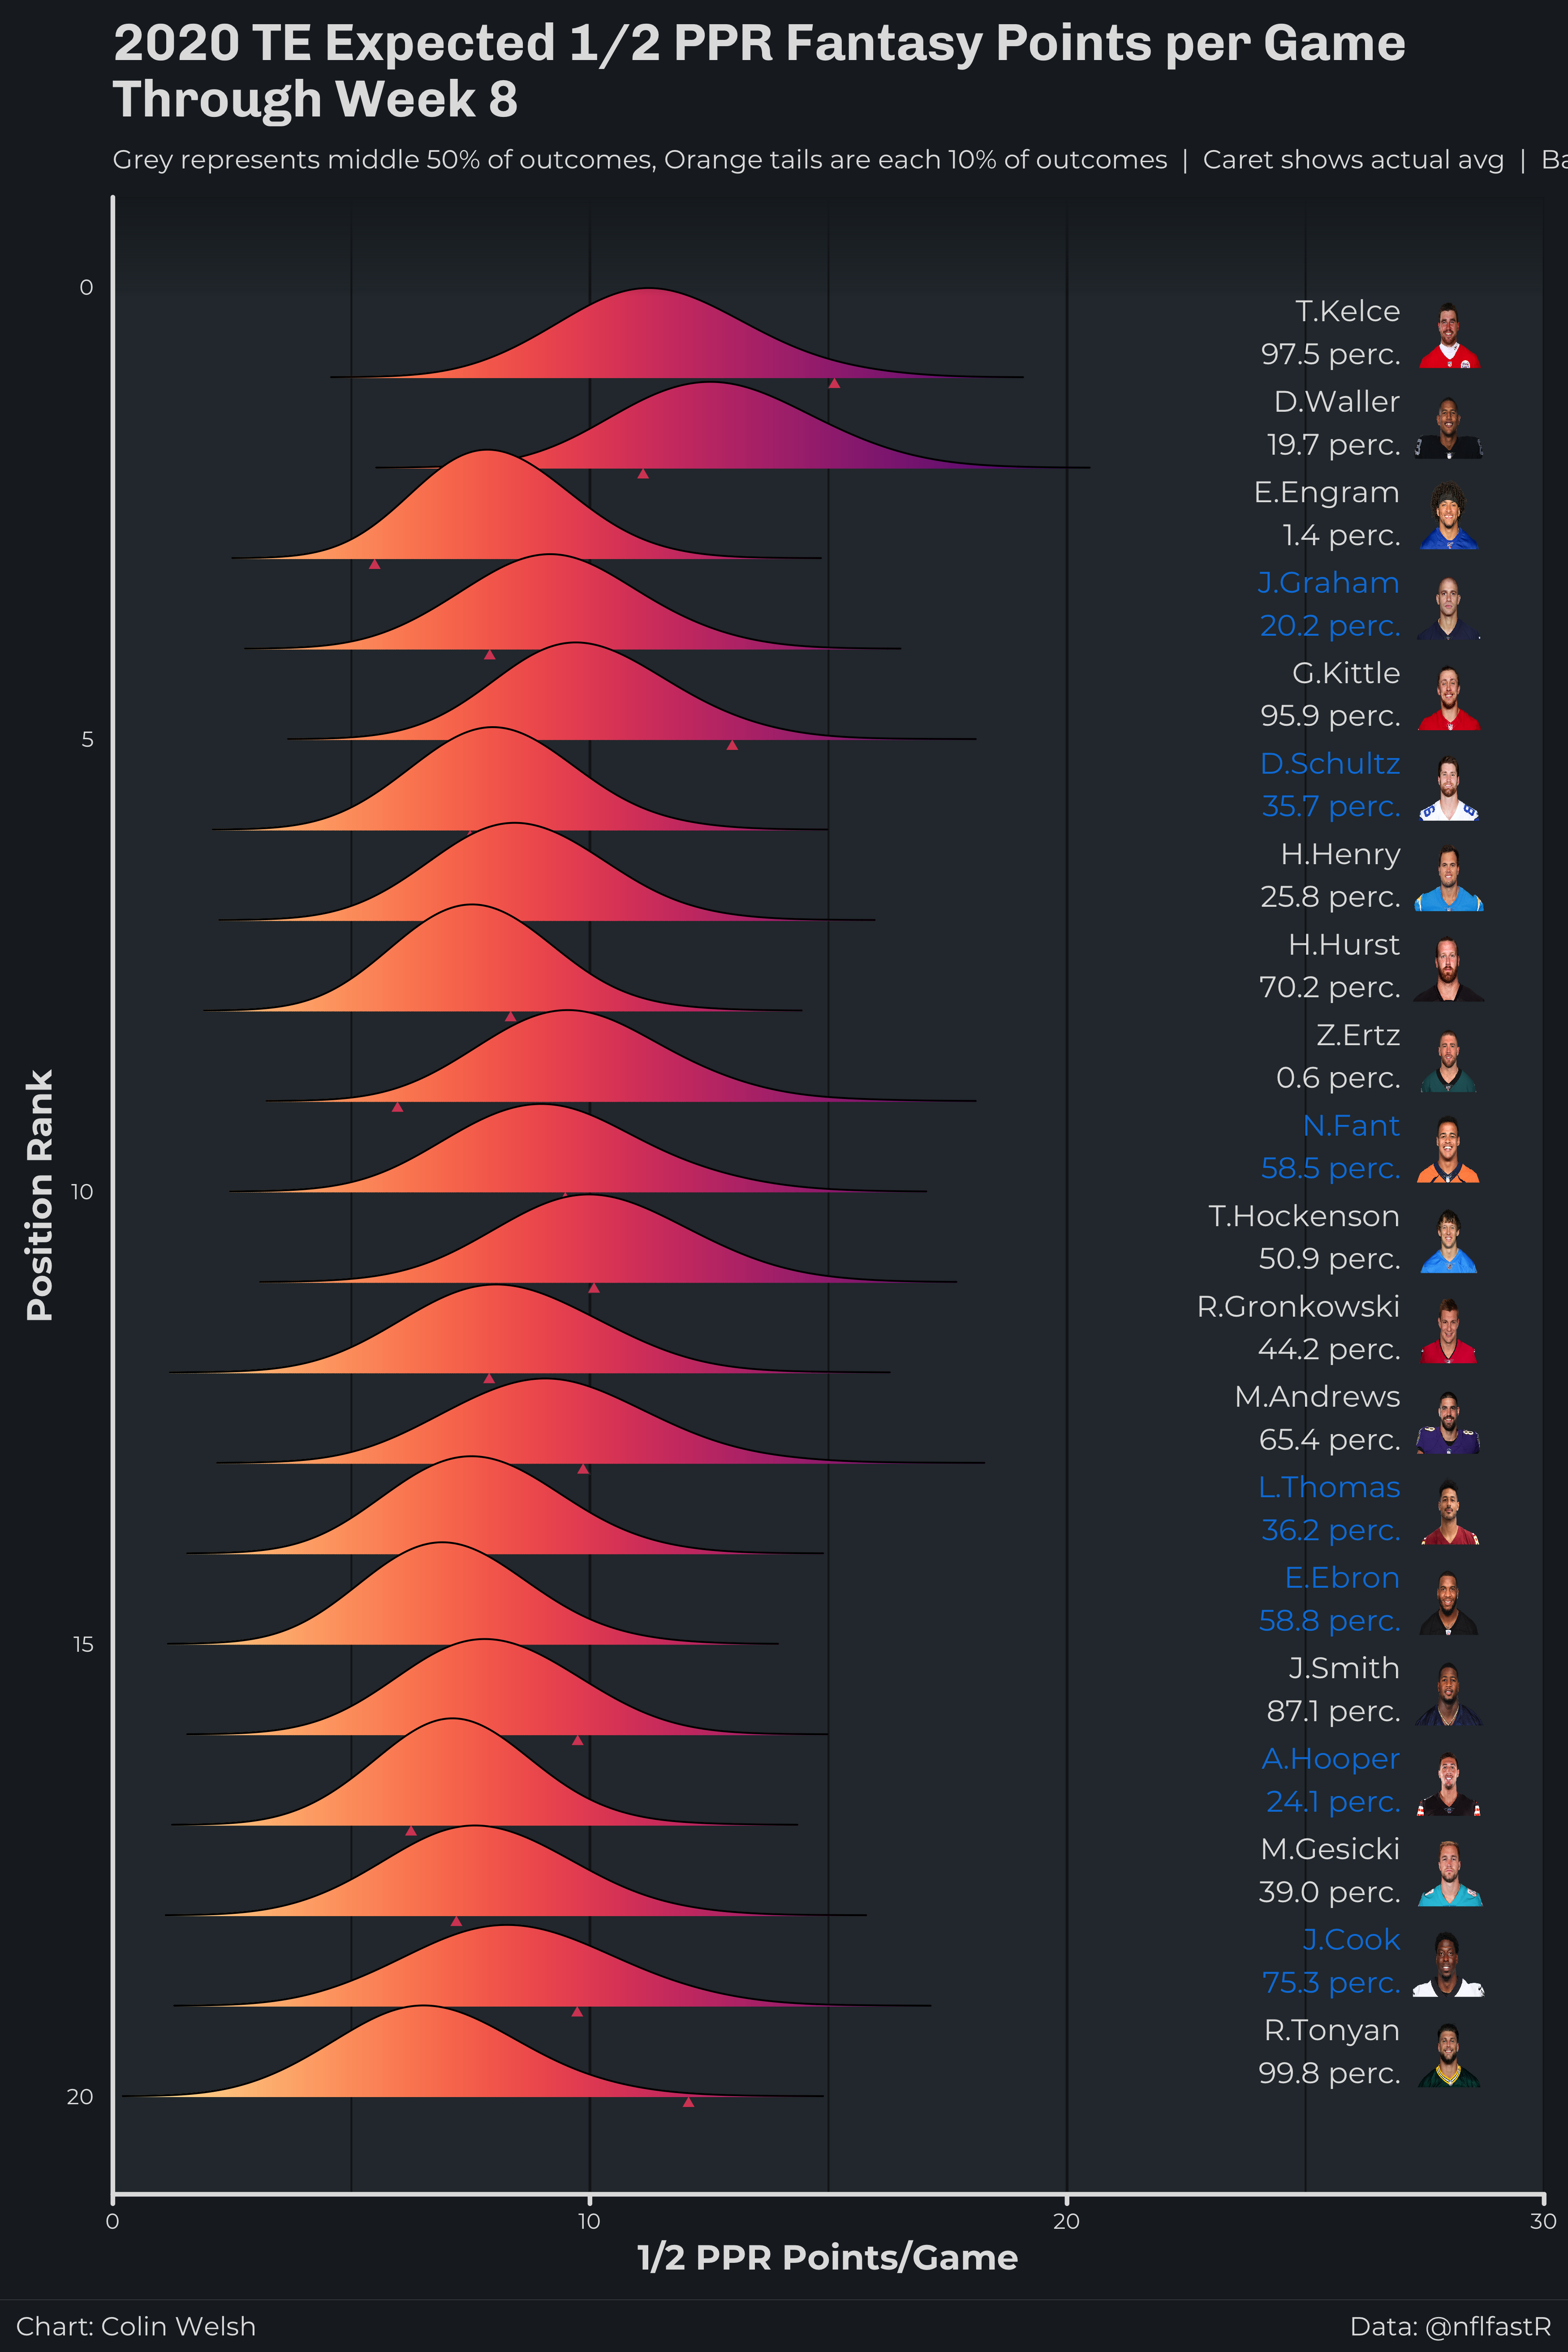 2020 TE Expected 1/2 PPR Fantasy Points per Game
Through Week 8
Grey represents middle 50% of outcomes, Orange tails are each 10% of outcomes | Caret shows actual avg | Ba
0
T.Kelce
97.5 perc.
D.Waller
19.7 perc.
E.Engram
1.4 perc.
J.Graham
20.2 perc.
G.Kittle
95.9 perc.
5
D.Schultz
35.7 perc.
H.Henry
25.8 perc.
H.Hurst
70.2 perc.
Z.Ertz
0.6 perc.
N.Fant
58.5 perc.
10
T.Hockenson
50.9 perc.
R.Gronkowski
44.2 perc.
M.Andrews
65.4 perc.
L.Thomas
36.2 perc.
E.Ebron
58.8 perc.
15
J.Smith
87.1 perc.
A.Hooper
24.1 perc.
M.Gesicki
39.0 perc.
J.Cook
75.3 perc.
R.Tonyan
99.8 perc.
20
Position Rank
0 10 20 30
1/2 PPR Points/Game
Chart: Colin Welsh
Data: @nflfastR